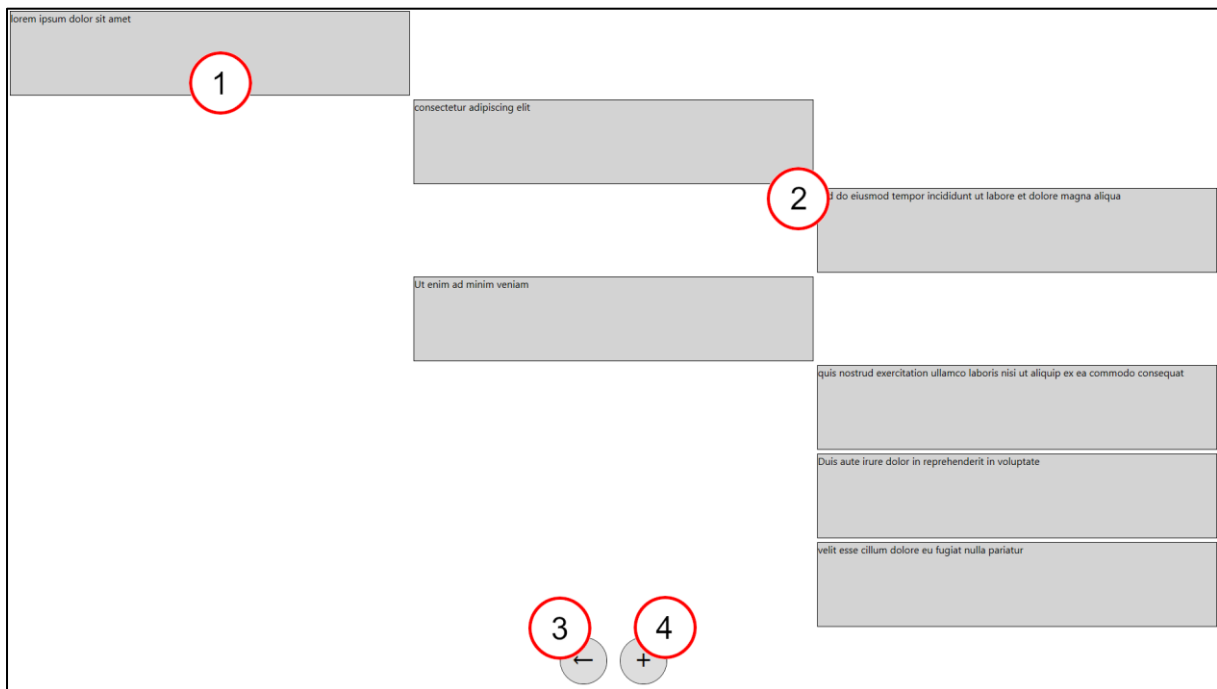 lorem ipsum dolor sit amet
1
consectetur adipiscing elit
2
do eiusmod tempor incididunt ut labore et dolore magna aliqua
Ut enim ad minim veniam
quis nostrud exercitation ullamco laboris nisi ut aliquip ex ea commodo consequat
Duis aute irure dolor in reprehenderit in voluptate
velit esse cillum dolore eu fugiat nulla pariatur
3
4
← +